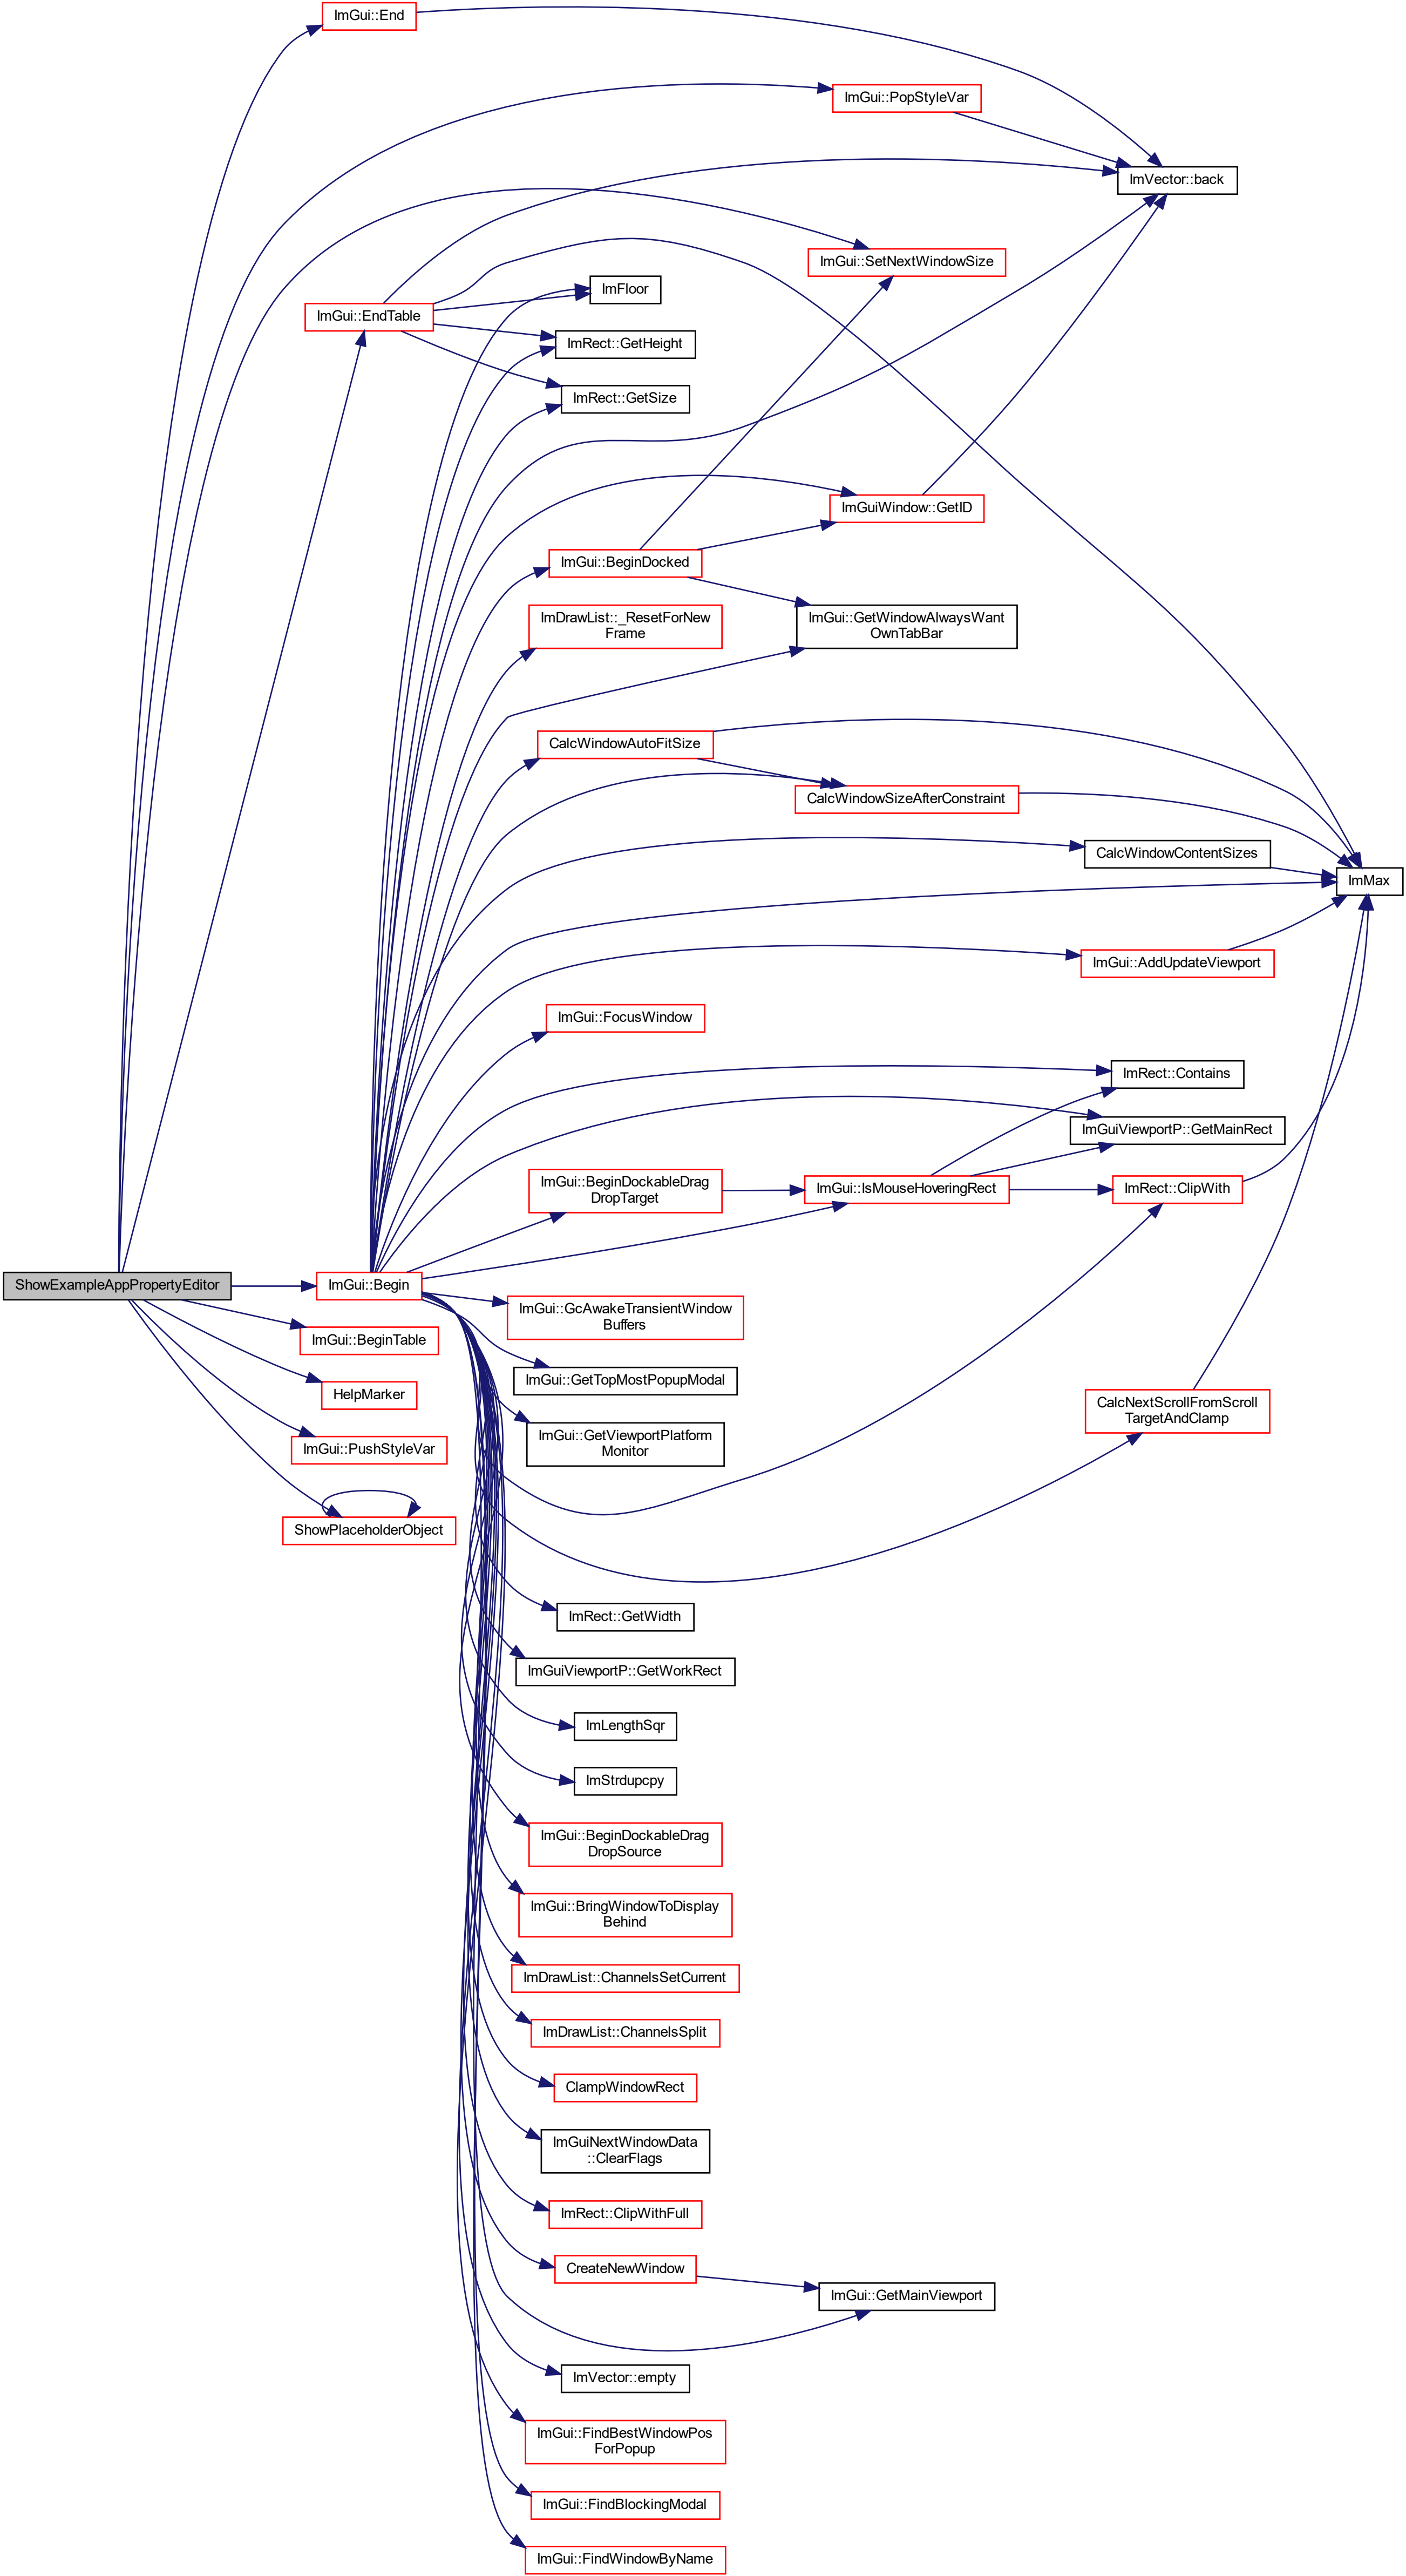 ImGui::End
ImGui::PopStyleVar
ImVector::back
ImGui::SetNextWindowSize
ImFloor
ImGui::EndTable
ImRect::GetHeight
ImRect::GetSize
ImGuiWindow::GetID
ImGui::BeginDocked
ImDrawList::_ResetForNew
Frame
ImGui::GetWindowAlwaysWant
OwnTabBar
CalcWindowAutoFitSize
CalcWindowSizeAfterConstraint
CalcWindowContentSizes
ImMax
ImGui::AddUpdateViewport
ImGui::FocusWindow
ImRect::Contains
ImGuiViewportP::GetMainRect
ImGui::BeginDockableDrag
DropTarget
ImGui::IsMouseHoveringRect
ImRect::ClipWith
ShowExampleAppPropertyEditor
ImGui::Begin
ImGui::GcAwakeTransientWindow
Buffers
ImGui::BeginTable
ImGui::GetTopMostPopupModal
HelpMarker
CalcNextScrollFromScroll
TargetAndClamp
ImGui::GetViewportPlatform
Monitor
ImGui::PushStyleVar
ShowPlaceholderObject
ImRect::GetWidth
ImGuiViewportP::GetWorkRect
ImLengthSqr
ImStrdupcpy
ImGui::BeginDockableDrag
DropSource
ImGui::BringWindowToDisplay
Behind
ImDrawList::ChannelsSetCurrent
ImDrawList::ChannelsSplit
ClampWindowRect
ImGuiNextWindowData
::ClearFlags
ImRect::ClipWithFull
CreateNewWindow
ImGui::GetMainViewport
ImVector::empty
ImGui::FindBestWindowPos
ForPopup
ImGui::FindBlockingModal
ImGui::FindWindowByName